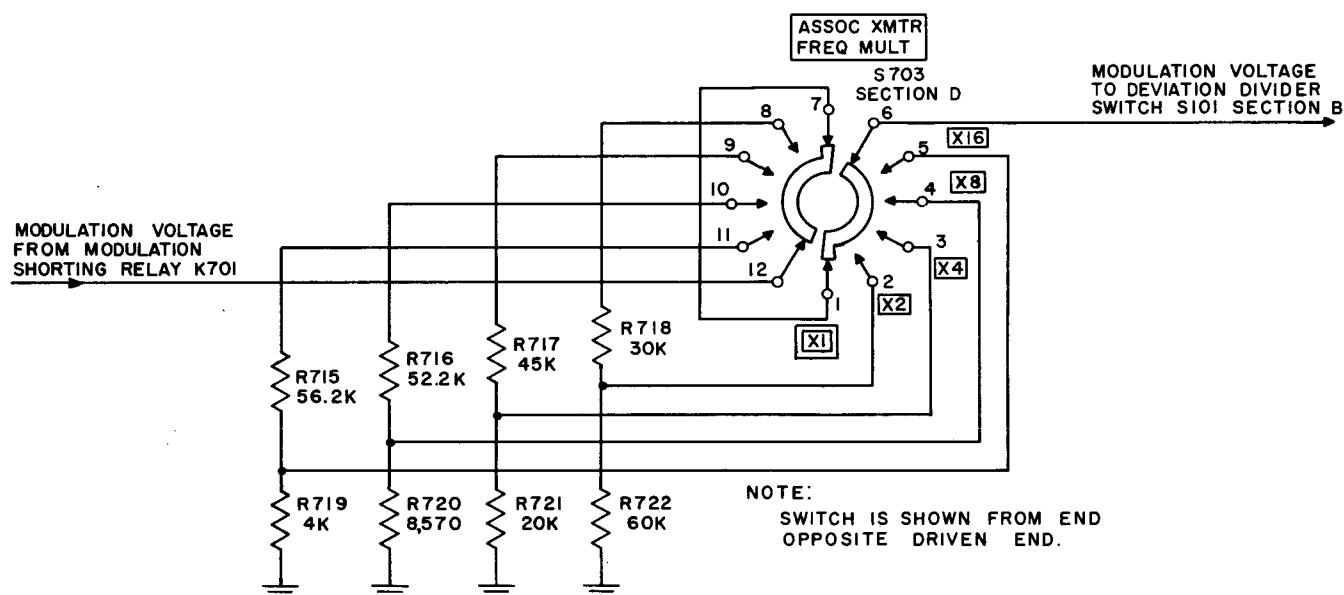 ASSOC XMTR
FREQ MULT
S703
SECTION D
MODULATION VOLTAGE
TO DEVIATION DIVIDER
SWITCH S101 SECTION B
7
6
8
5
X16
9
4
X8
10
3
X4
11
2
X2
12
1
X1
MODULATION VOLTAGE
FROM MODULATION
SHORTING RELAY K701
R715
56.2K
R716
52.2K
R717
45K
R718
30K
R719
4K
R720
8,570
R721
20K
R722
60K
NOTE:
SWITCH IS SHOWN FROM END
OPPOSITE DRIVEN END.